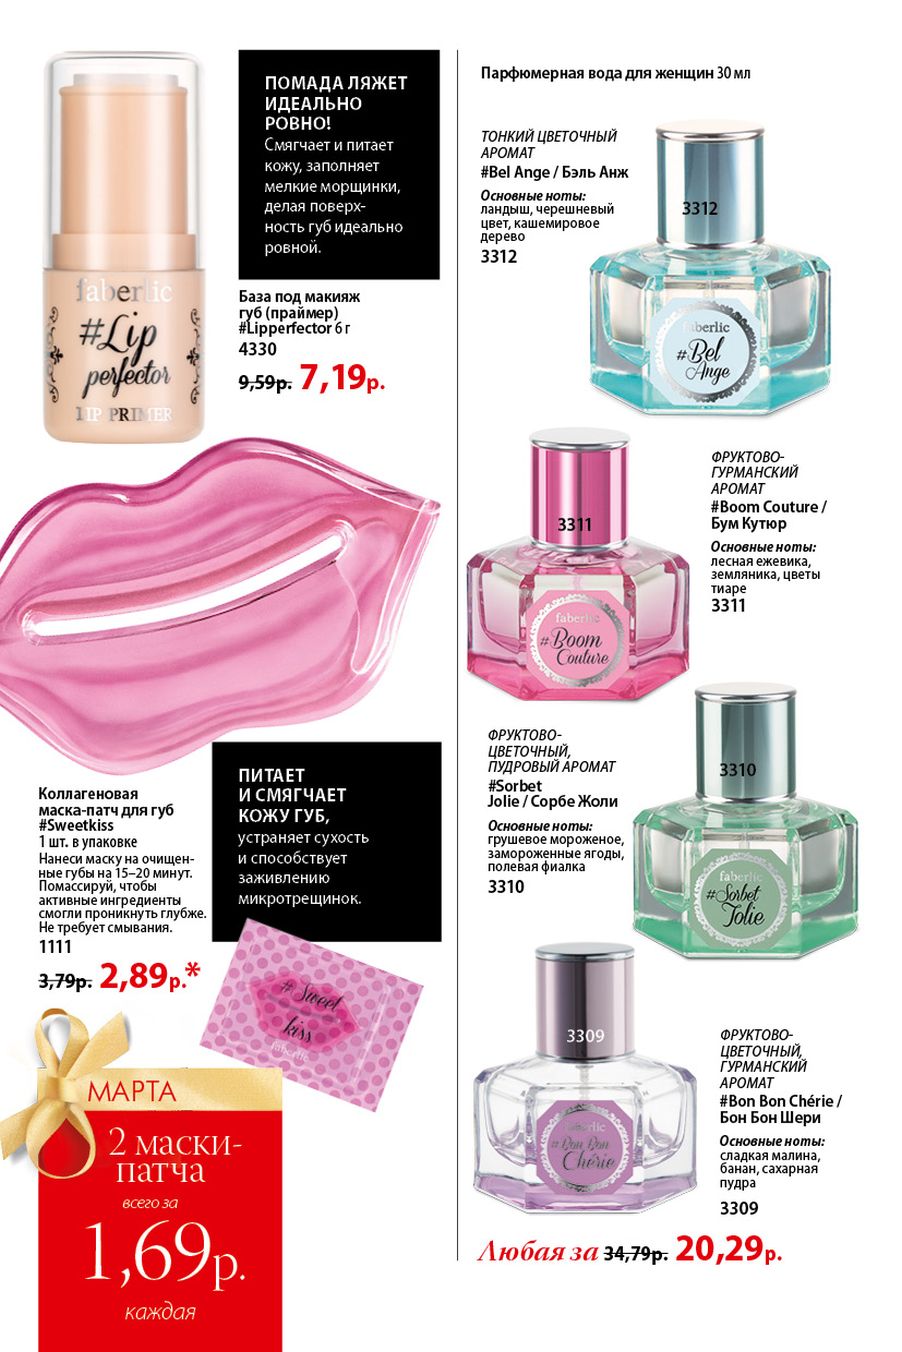 faberlic
#Lip
perfector
LIP PRIMER
ПОМАДА ЛЯЖЕТ
ИДЕАЛЬНО
РОВНО!
Смягчает и питает
кожу, заполняет
мелкие морщинки,
делая поверх-
ность губ идеально
ровной.
База под макияж
губ (праймер)
#Lipperfector 6 г
4330
9,59р. 7,19р.
Коллагеновая
маска-патч для губ
#Sweetkiss
1 шт. в упаковке
Нанеси маску на очищен-
ные губы на 15–20 минут.
Помассируй, чтобы
активные ингредиенты
смогли проникнуть глубже.
Не требует смывания.
1111
3,79р. 2,89р.*
ПИТАЕТ
И СМЯГЧАЕТ
КОЖУ ГУБ,
устраняет сухость
и способствует
заживлению
микротрещинок.
#Sweet
kiss
faberlic
МАРТА
2 маски-
патча
всего за
1,69р.
каждая
Парфюмерная вода для женщин 30 мл
ТОНКИЙ ЦВЕТОЧНЫЙ
АРОМАТ
#Bel Ange / Бэль Анж
Основные ноты:
ландыш, черешневый
цвет, кашемировое
дерево
3312
3312
faberlic
#Bel
Ange
3311
faberlic
#Boom
Couture
ФРУКТОВО-
ГУРМАНСКИЙ
АРОМАТ
#Boom Couture /
Бум Кутюр
Основные ноты:
лесная ежевика,
земляника, цветы
тиаре
3311
ФРУКТОВО-
ЦВЕТОЧНЫЙ,
ПУДРОВЫЙ АРОМАТ
#Sorbet
Jolie / Сорбе Жоли
Основные ноты:
грушевое мороженое,
замороженные ягоды,
полевая фиалка
3310
3310
faberlic
#Sorbet
Jolie
3309
faberlic
#Bon Bon
Chérie
ФРУКТОВО-
ЦВЕТОЧНЫЙ,
ГУРМАНСКИЙ
АРОМАТ
#Bon Bon Chérie /
Бон Бон Шери
Основные ноты:
сладкая малина,
банан, сахарная
пудра
3309
Любая за 34,79р. 20,29р.